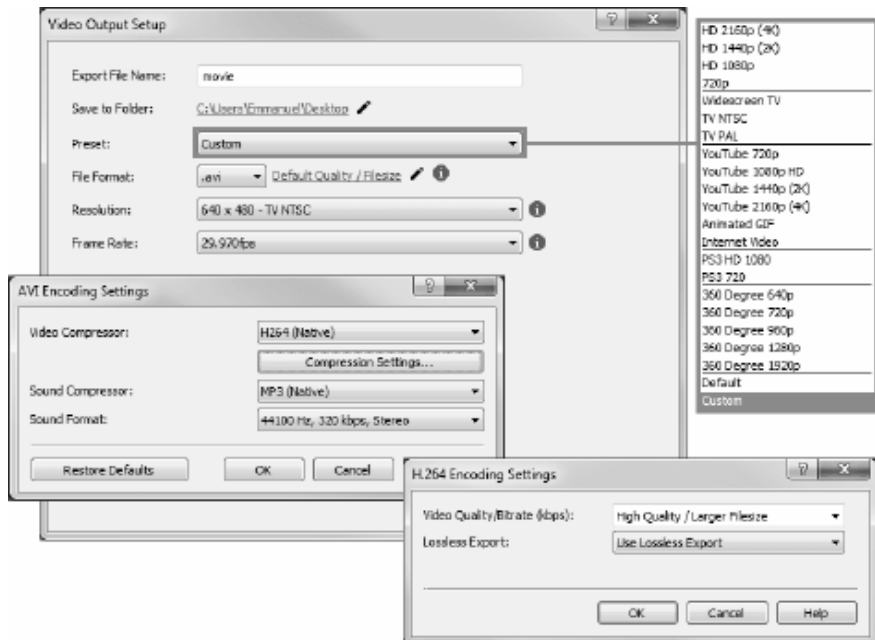 Video Output Setup
Export File Name: movie
Save to Folder: C:\Users\Emmanuel\Desktop
Preset: Custom
File Format: .avi Default Quality / Filesize
Resolution: 640 x 480 - TV NTSC
Frame Rate: 29.970fps
HD 2160p (4K)
HD 1440p (2K)
HD 1080p
720p
Widescreen TV
TV NTSC
TV PAL
YouTube 720p
YouTube 1080p HD
YouTube 1440p (2K)
YouTube 2160p (4K)
Animated GIF
Internet Video
PS3 HD 1080
PS3 720
360 Degree 640p
360 Degree 720p
360 Degree 960p
360 Degree 1280p
360 Degree 1920p
Default
Custom
AVI Encoding Settings
Video Compressor: H264 (Native)
Compression Settings...
Sound Compressor: MP3 (Native)
Sound Format: 44100 Hz, 320 kbps, Stereo
Restore Defaults OK Cancel
H.264 Encoding Settings
Video Quality/Bitrate (kbps): High Quality / Larger Filesize
Lossless Export: Use Lossless Export
OK Cancel Help